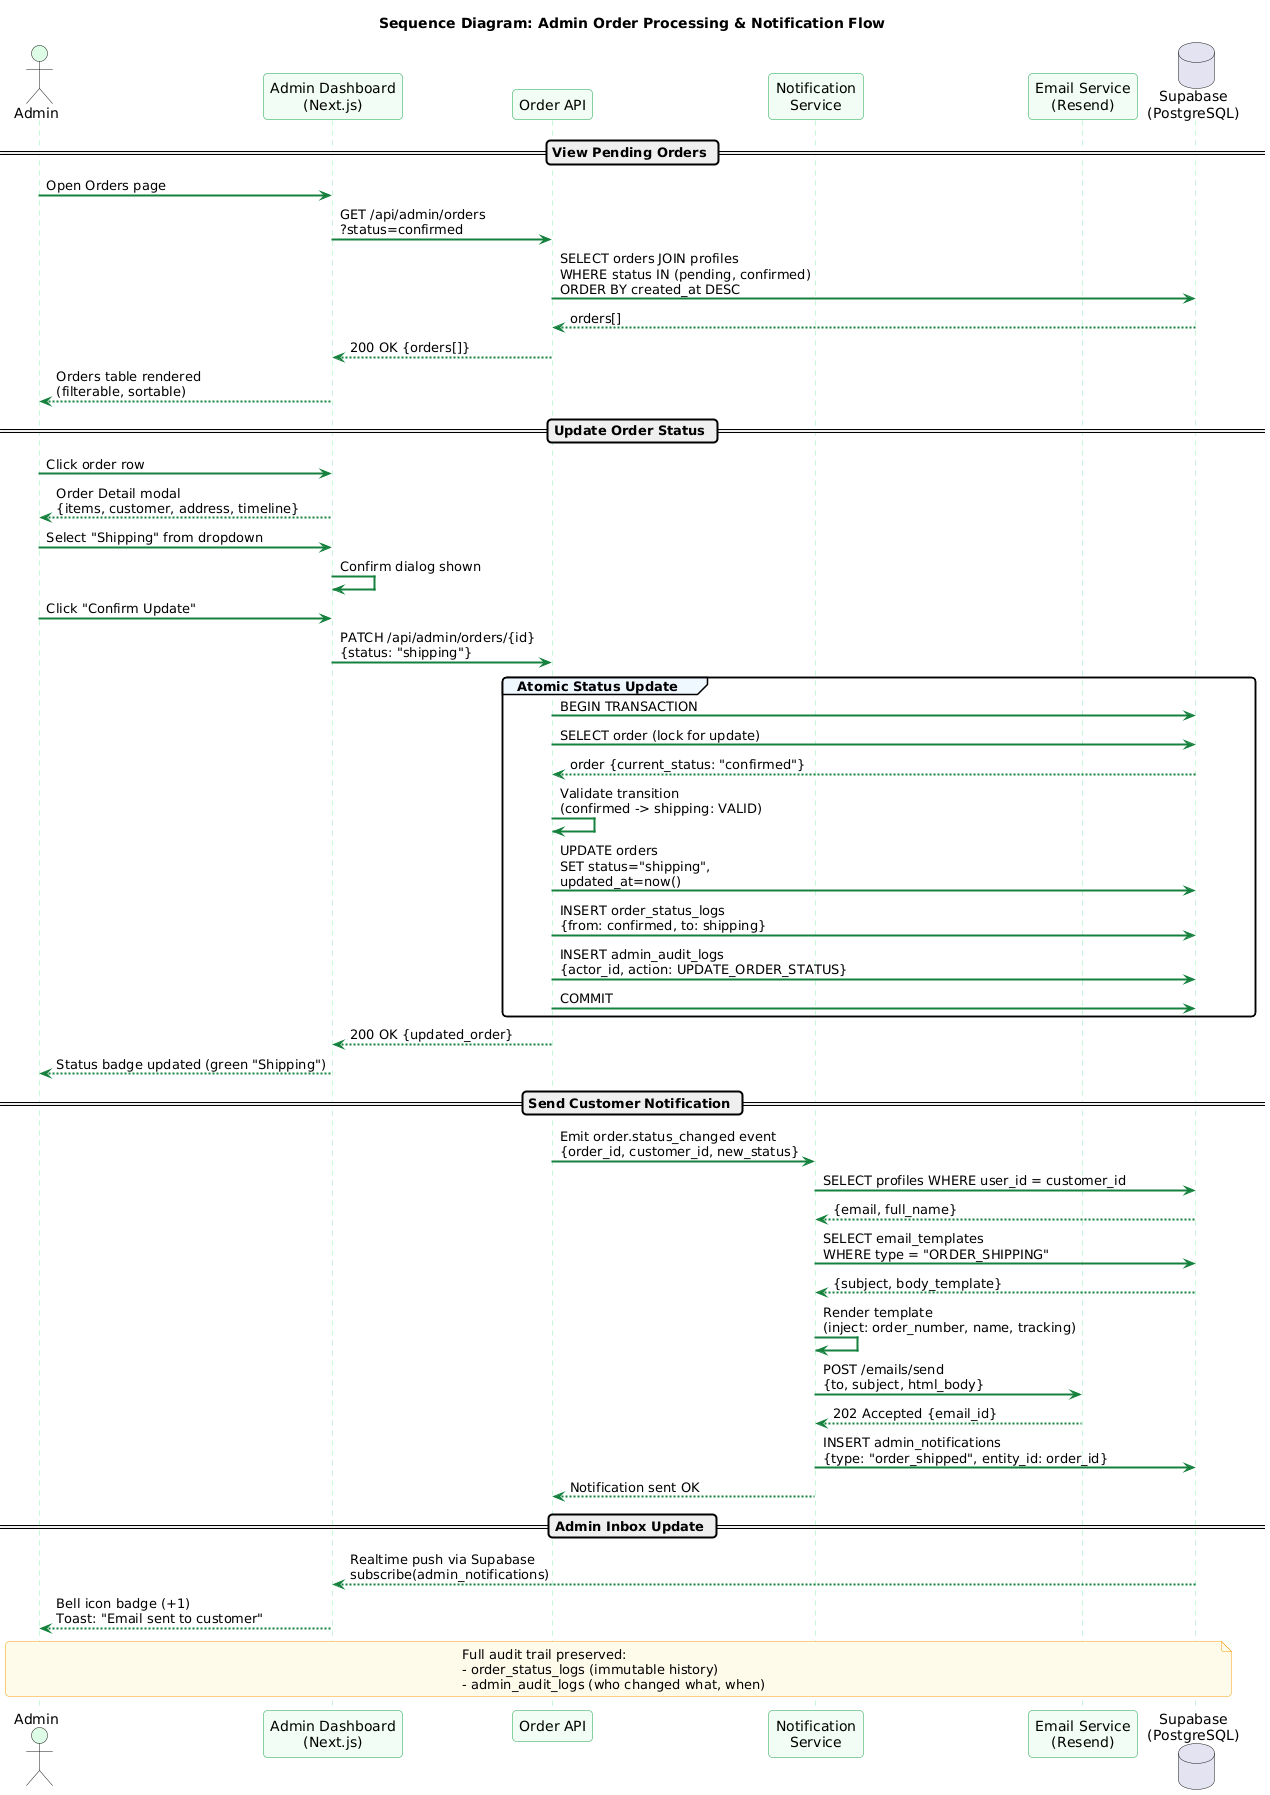 Sequence Diagram: Admin Order Processing & Notification Flow
Admin
Admin Dashboard
(Next.js)
Order API
Notification
Service
Email Service
(Resend)
Supabase
(PostgreSQL)
View Pending Orders
Open Orders page
GET /api/admin/orders
?status=confirmed
SELECT orders JOIN profiles
WHERE status IN (pending, confirmed)
ORDER BY created_at DESC
orders[]
200 OK {orders[]}
Orders table rendered
(filterable, sortable)
Update Order Status
Click order row
Order Detail modal
{items, customer, address, timeline}
Select "Shipping" from dropdown
Confirm dialog shown
Click "Confirm Update"
PATCH /api/admin/orders/{id}
{status: "shipping"}
Atomic Status Update
BEGIN TRANSACTION
SELECT order (lock for update)
order {current_status: "confirmed"}
Validate transition
(confirmed -> shipping: VALID)
UPDATE orders
SET status="shipping",
updated_at=now()
INSERT order_status_logs
{from: confirmed, to: shipping}
INSERT admin_audit_logs
{actor_id, action: UPDATE_ORDER_STATUS}
COMMIT
200 OK {updated_order}
Status badge updated (green "Shipping")
Send Customer Notification
Emit order.status_changed event
{order_id, customer_id, new_status}
SELECT profiles WHERE user_id = customer_id
{email, full_name}
SELECT email_templates
WHERE type = "ORDER_SHIPPING"
{subject, body_template}
Render template
(inject: order_number, name, tracking)
POST /emails/send
{to, subject, html_body}
202 Accepted {email_id}
INSERT admin_notifications
{type: "order_shipped", entity_id: order_id}
Notification sent OK
Admin Inbox Update
Realtime push via Supabase
subscribe(admin_notifications)
Bell icon badge (+1)
Toast: "Email sent to customer"
Full audit trail preserved:
- order_status_logs (immutable history)
- admin_audit_logs (who changed what, when)
Admin
Admin Dashboard
(Next.js)
Order API
Notification
Service
Email Service
(Resend)
Supabase
(PostgreSQL)